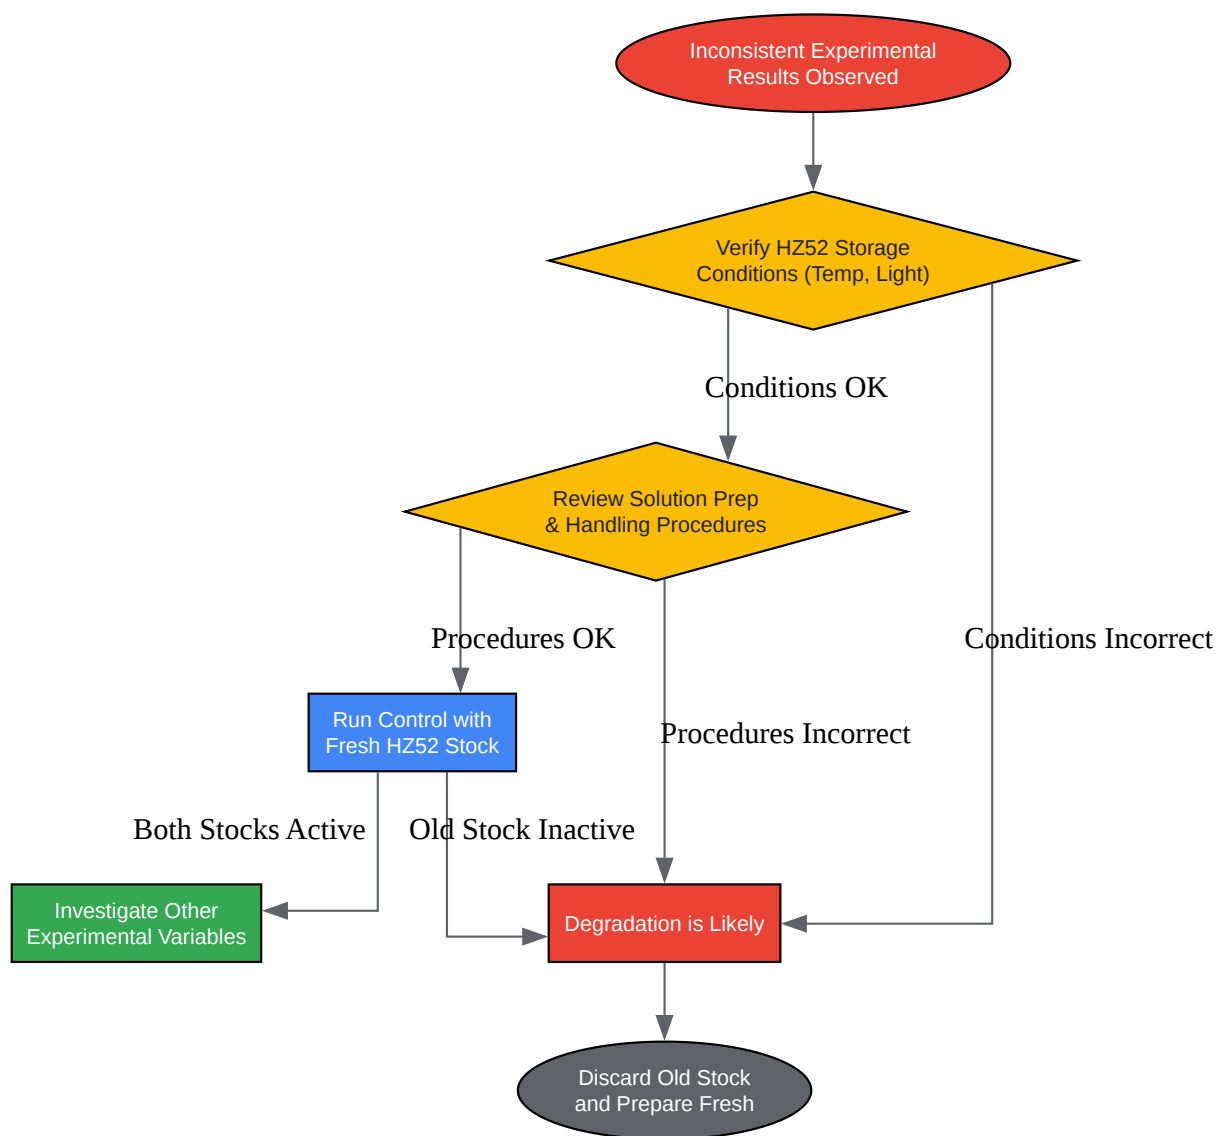 Inconsistent Experimental
Results Observed
Verify HZ52 Storage
Conditions (Temp, Light)
Conditions OK
Review Solution Prep
& Handling Procedures
Procedures OK
Conditions Incorrect
Run Control with
Fresh HZ52 Stock
Procedures Incorrect
Both Stocks Active
Old Stock Inactive
Investigate Other
Experimental Variables
Degradation is Likely
Discard Old Stock
and Prepare Fresh